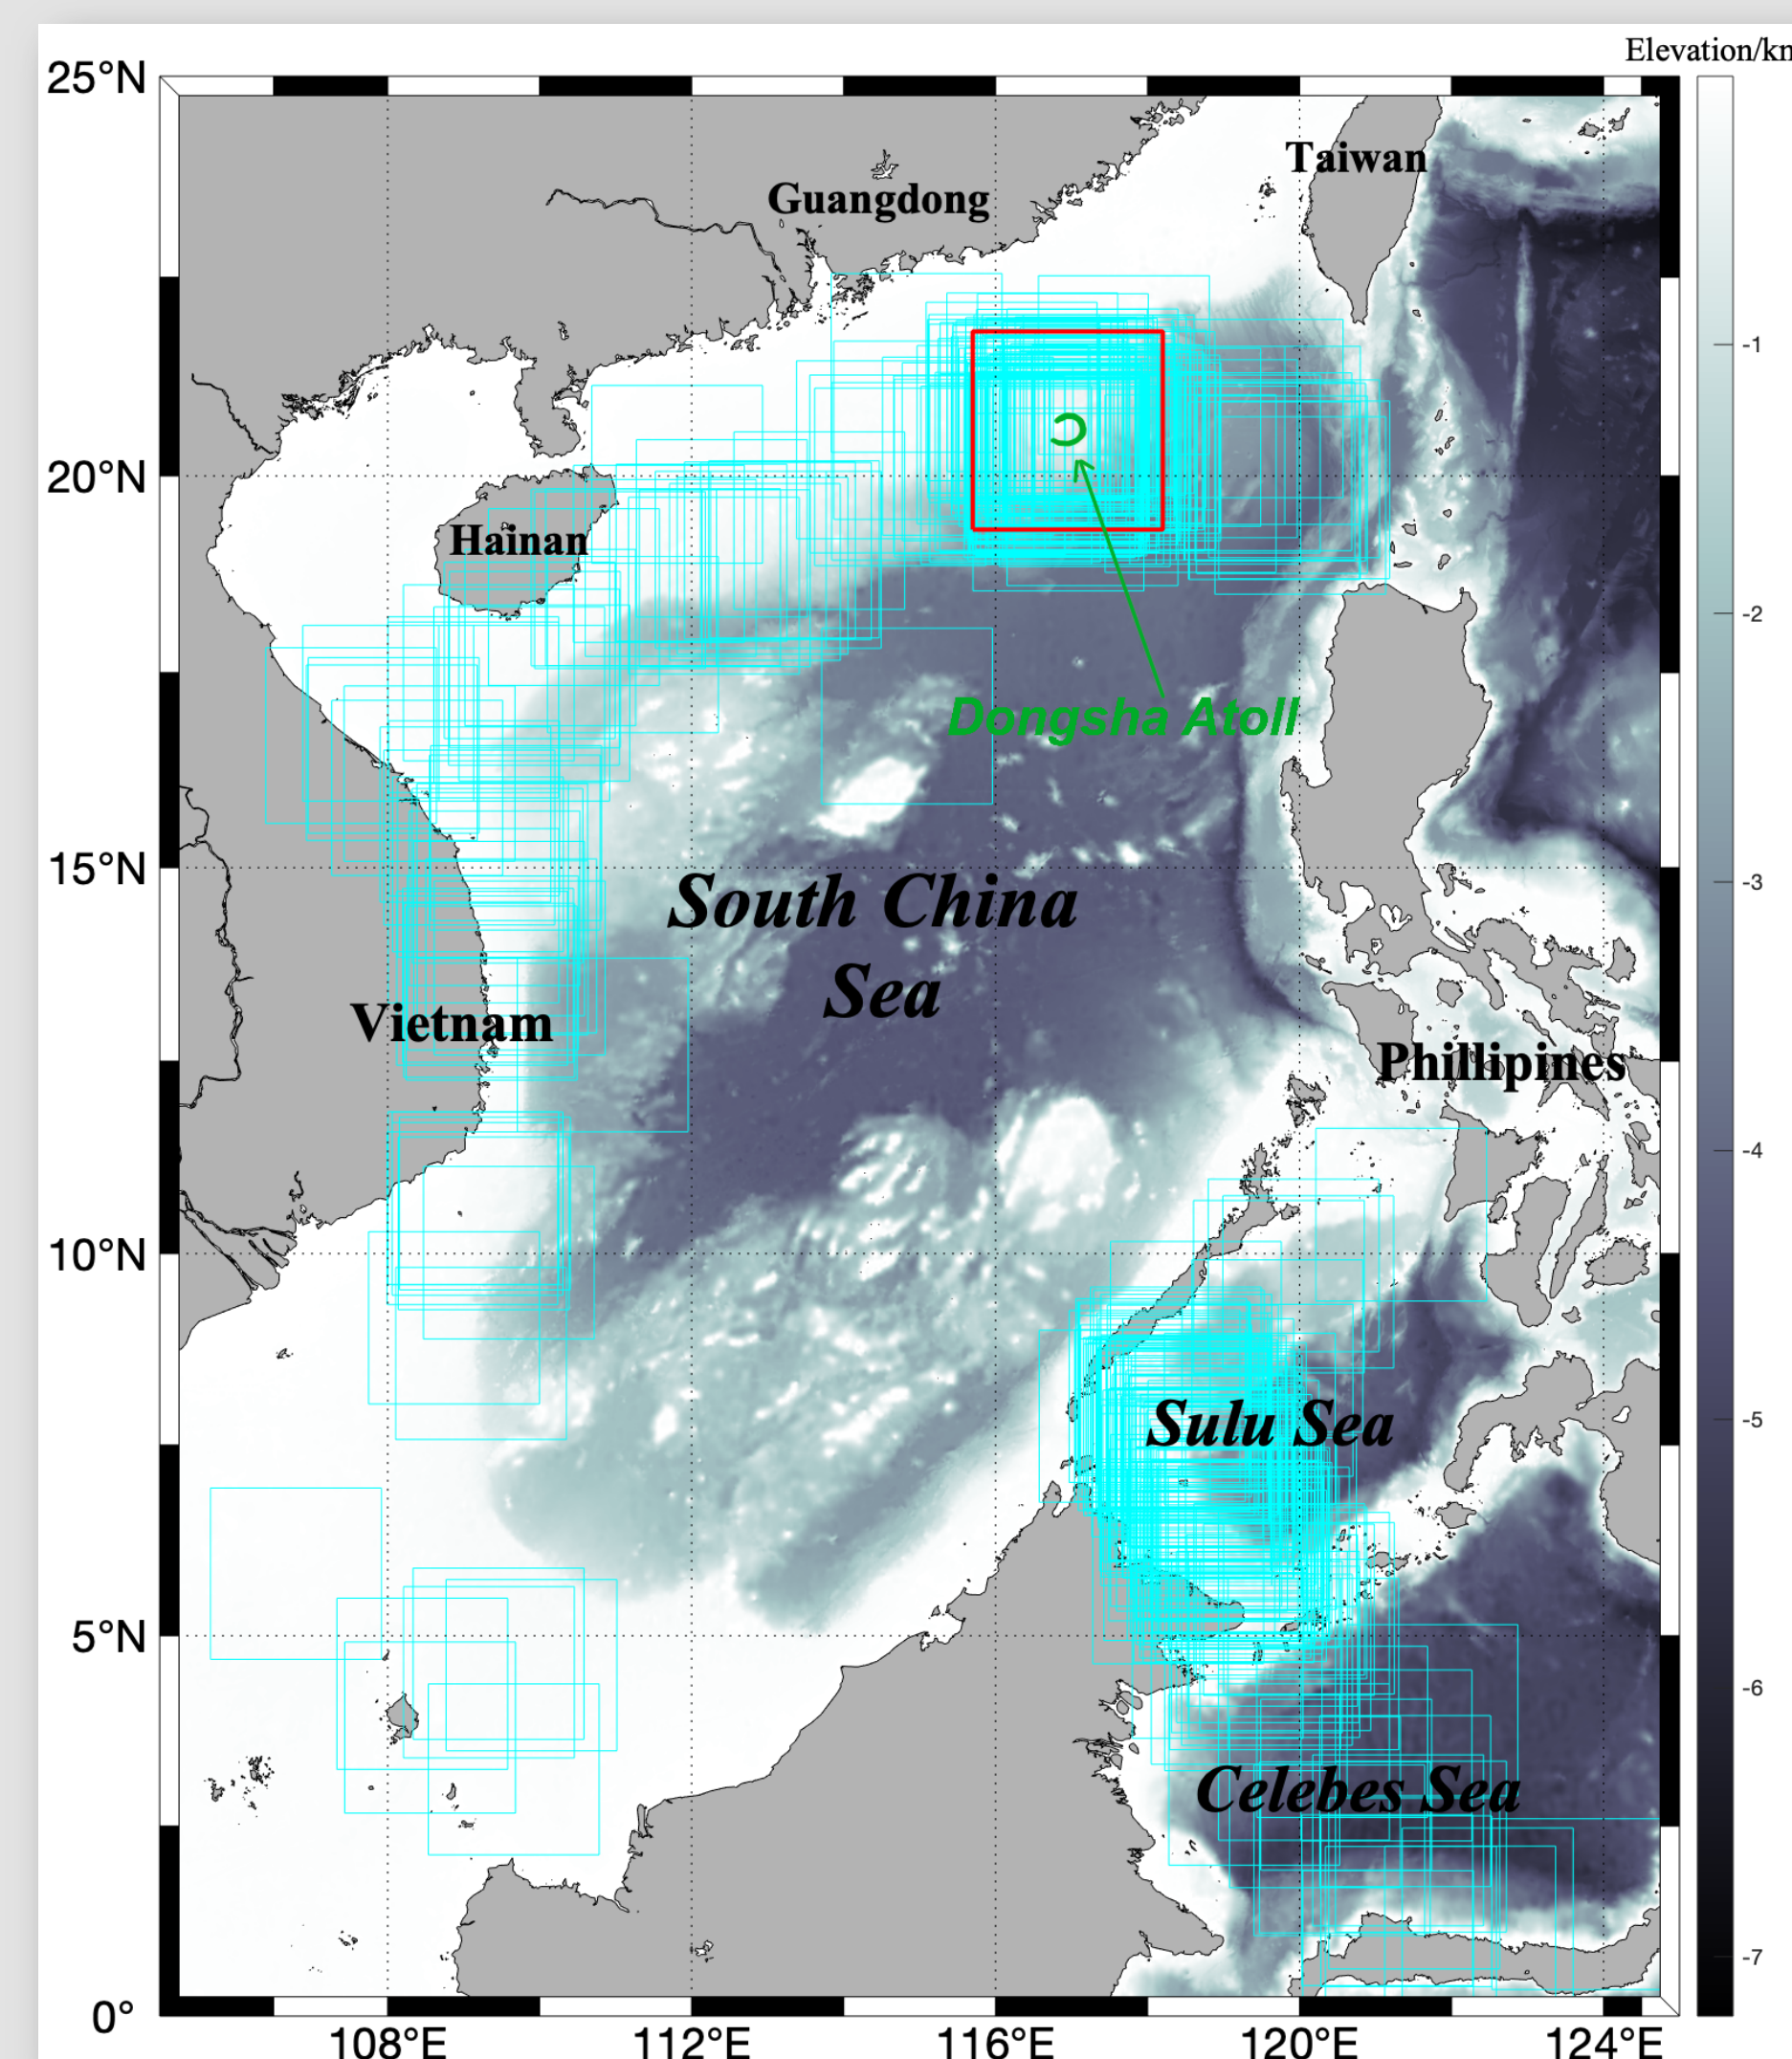 Elevation/km
25°N
Taiwan
Guangdong
-1
20°N
Hainan
-2
Dongsha Atoll
15°N
-3
South China
Sea
Vietnam
Phillipines
-4
10°N
Sulu Sea
-5
5°N
-6
Celebes Sea
-7
0°
108°E 112°E 116°E 120°E 124°E